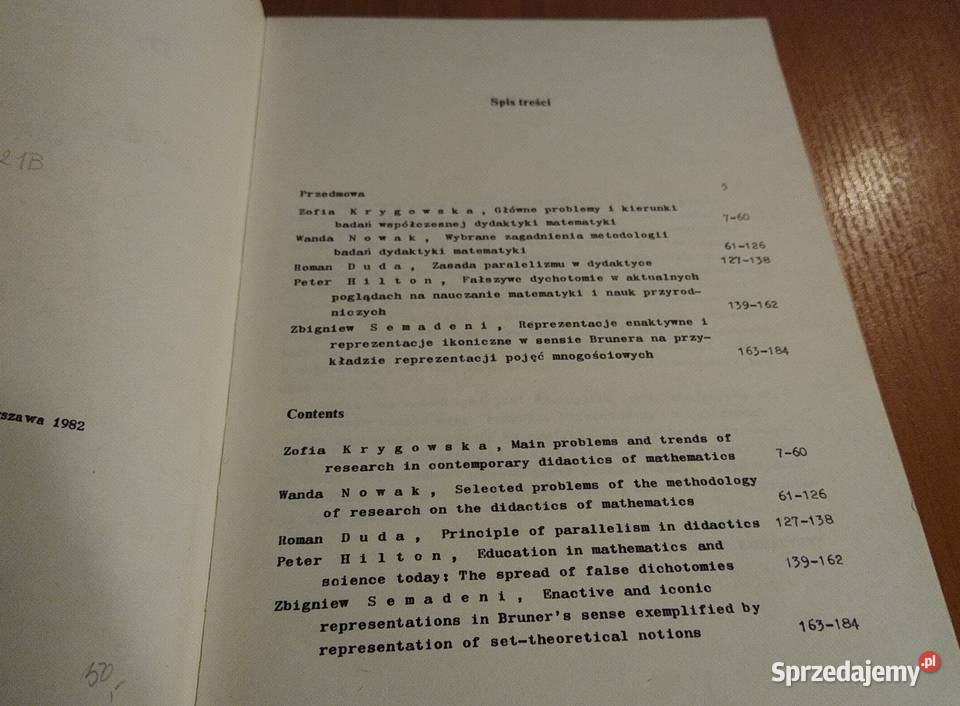 21B
szawa 1982
50,-
Spis treści
Przedmowa 5
Zofia Krygowska, Główne problemy i kierunki
badań współczesnej dydaktyki matematyki 7-60
Wanda Nowak, Wybrane zagadnienia metodologii
badań dydaktyki matematyki 61-126
Roman Duda, Zasada paralelizmu w dydaktyce 127-138
Peter Hilton, Fałszywe dychotomie w aktualnych
poglądach na nauczanie matematyki i nauk przyrod-
niczych 139-162
Zbigniew Semadeni, Reprezentacje enaktywne i
reprezentacje ikoniczne w sensie Brunera na przy-
kładzie reprezentacji pojęć mnogościowych 163-184
Contents
Zofia Krygowska, Main problems and trends of
research in contemporary didactics of mathematics 7-60
Wanda Nowak, Selected problems of the methodology
of research on the didactics of mathematics 61-126
Roman Duda, Principle of parallelism in didactics 127-138
Peter Hilton, Education in mathematics and
science today: The spread of false dichotomies 139-162
Zbigniew Semadeni, Enactive and iconic
representations in Bruner's sense exemplified by
representation of set-theoretical notions 163-184
Sprzedajemy.pl